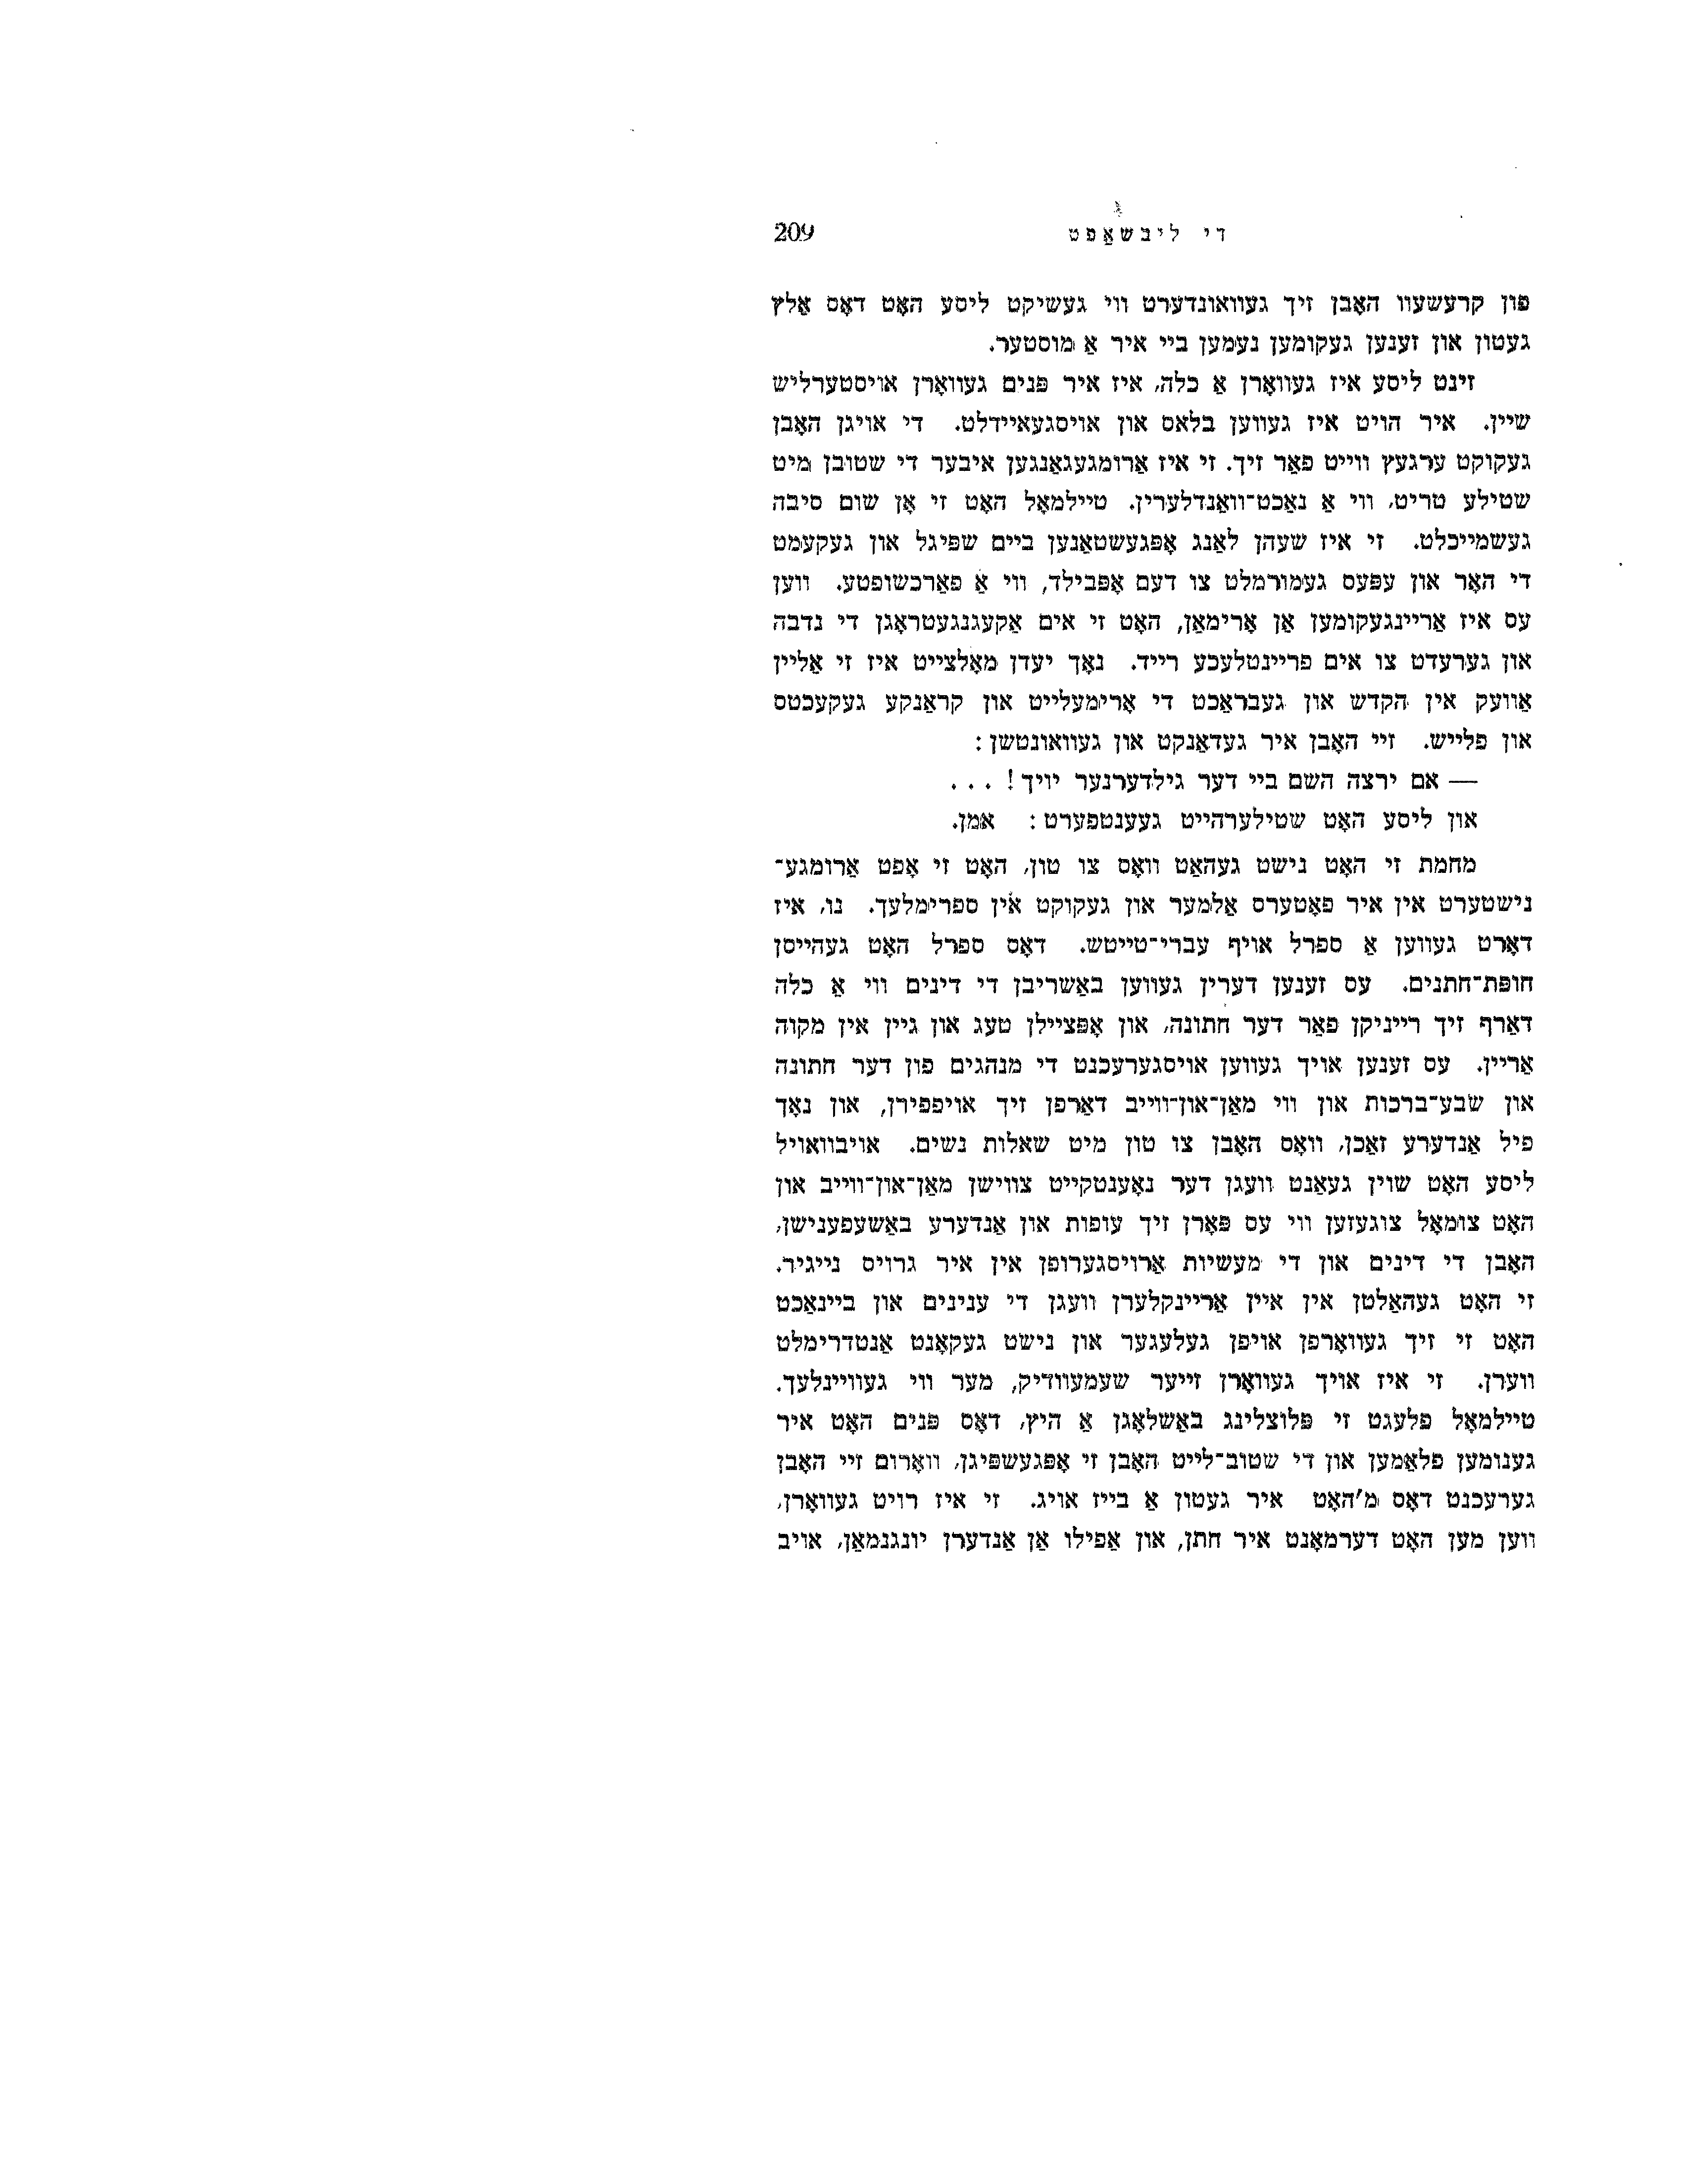 די ליבשאַפט 209
פון קרעשעוו האָבן זיך געוואונדערט ווי געשיקט ליסע האָט דאָס אַלץ
געטון און זענען געקומען נעמען ביי איר אַ מוסטער.
זינט ליסע איז געוואָרן אַ כלה, איז איר פּנים געוואָרן אויסטערליש
שיין. איר הויט איז געווען בלאַס און אויסגעאיידלט. די אויגן האָבן
געקוקט ערגעץ ווייט פאַר זיך. זי איז אַרומגעגאַנגען איבער די שטובן מיט
שטילע טריט, ווי אַ נאַכט־וואַנדלערין. טיילמאָל האָט זי אָן שום סיבה
געשמייכלט. זי איז שעהן לאַנג אָפּגעשטאַנען ביים שפּיגל און געקעמט
די האָר און עפּעס געמורמלט צו דעם אָפּבילד, ווי אַ פאַרכשופטע. ווען
עס איז אַריינגעקומען אַן אָרימאַן, האָט זי אים אַקעגנגעטראָגן די נדבה
און גערעדט צו אים פריינטלעכע רייד. נאָך יעדן מאָלצייט איז זי אַליין
אַוועק אין הקדש און געבראַכט די אָרימעלייט און קראַנקע געקעכטס
און פלייש. זיי האָבן איר געדאַנקט און געוואונטשן:
— אם ירצה השם ביי דער גילדערנער יויך! ...
און ליסע האָט שטילערהייט געענטפערט: אמן.
מחמת זי האָט נישט געהאַט וואָס צו טון, האָט זי אָפט אַרומגע־
נישטערט אין איר פאָטערס אַלמער און געקוקט אין ספרימלעך. נו, איז
דאָרט געווען אַ ספרל אויף עברי־טייטש. דאָס ספרל האָט געהייסן
חופּת־חתנים. עס זענען דערין געווען באַשריבן די דינים ווי אַ כלה
דאַרף זיך רייניקן פאַר דער חתונה, און אָפּציילן טעג און גיין אין מקוה
אַריין. עס זענען אויך געווען אויסגערעכנט די מנהגים פון דער חתונה
און שבע־ברכות און ווי מאַן־און־ווייב דאַרפן זיך אויפפירן, און נאָך
פיל אַנדערע זאַכן, וואָס האָבן צו טון מיט שאלות נשים. אויבוואויל
ליסע האָט שוין געאַנט וועגן דער נאָענטקייט צווישן מאַן־און־ווייב און
האָט צומאָל צוגעזען ווי עס פּאָרן זיך עופות און אַנדערע באַשעפענישן,
האָבן די דינים און די מעשיות אַרויסגערופן אין איר גרויס נייגיר.
זי האָט געהאַלטן אין איין אַריינקלערן וועגן די ענינים און ביינאַכט
האָט זי זיך געוואָרפן אויפן געלעגער און נישט געקאָנט אַנטדרימלט
ווערן. זי איז אויך געוואָרן זייער שעמעוודיק, מער ווי געוויינלעך.
טיילמאָל פלעגט זי פּלוצלינג באַשלאָגן אַ היץ, דאָס פּנים האָט איר
גענומען פלאַמען און די שטוב־לייט האָבן זי אָפּגעשפּיגן, וואָרום זיי האָבן
גערעכנט דאָס מ'האָט איר געטון אַ בייז אויג. זי איז רויט געוואָרן,
ווען מען האָט דערמאָנט איר חתן, און אַפילו אַן אַנדערן יונגנמאַן, אויב